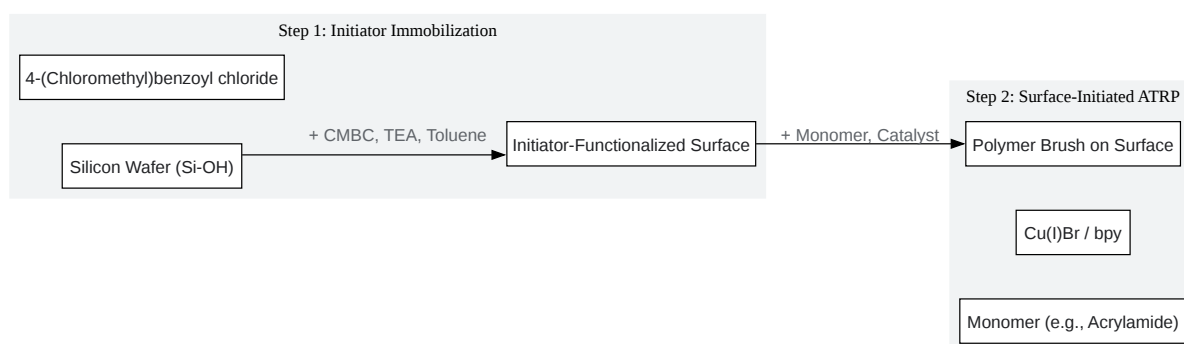 Step 1: Initiator Immobilization
4-(Chloromethyl)benzoyl chloride
Silicon Wafer (Si-OH)
+ CMBC, TEA, Toluene
Initiator-Functionalized Surface
+ Monomer, Catalyst
Step 2: Surface-Initiated ATRP
Polymer Brush on Surface
Cu(I)Br / bpy
Monomer (e.g., Acrylamide)